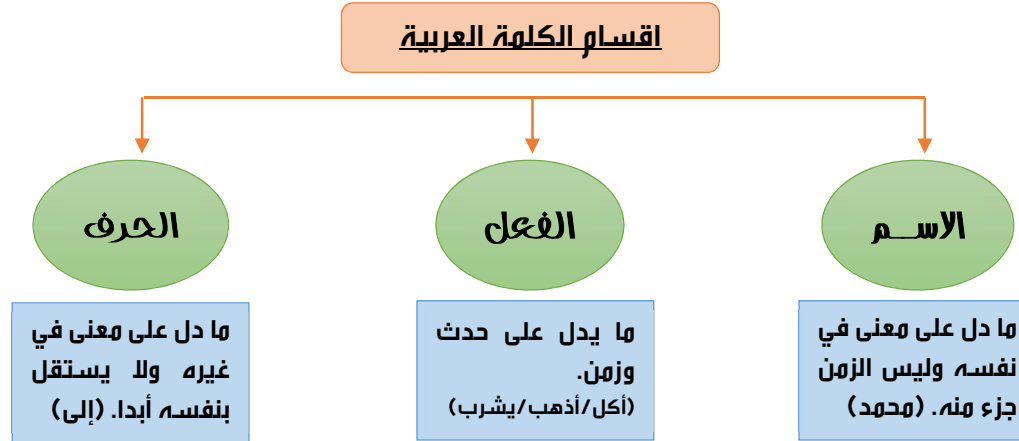 اقسام الكلمة العربية
الاسم
الفعل
الحرف
ما دل على معنى في
نفسه وليس الزمن
جزء منه. (محمد)
ما يدل على حدث
وزمن.
(أكل/أذهب/يشرب)
ما دل على معنى في
غيره ولا يستقل
بنفسه أبدا. (إلى)